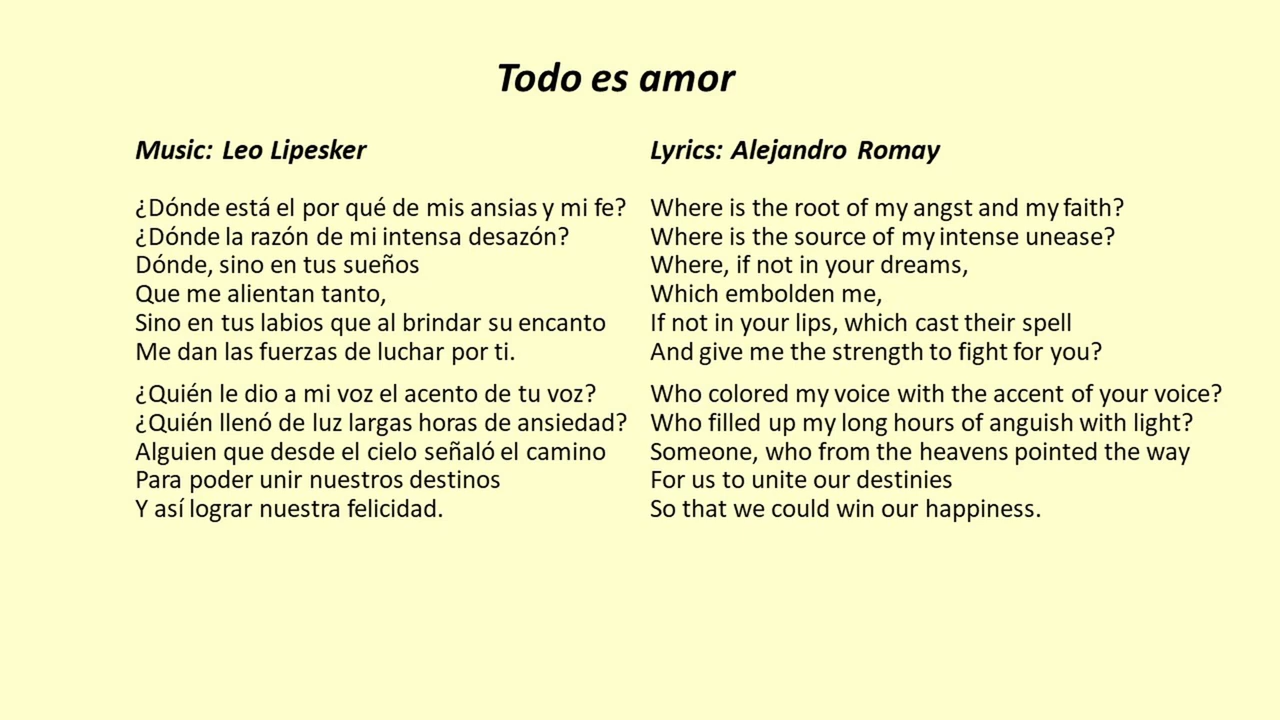 Todo es amor
Music: Leo Lipesker
¿Dónde está el por qué de mis ansias y mi fe?
¿Dónde la razón de mi intensa desazón?
Dónde, sino en tus sueños
Que me alientan tanto,
Sino en tus labios que al brindar su encanto
Me dan las fuerzas de luchar por ti.
¿Quién le dio a mi voz el acento de tu voz?
¿Quién llenó de luz largas horas de ansiedad?
Alguien que desde el cielo señaló el camino
Para poder unir nuestros destinos
Y así lograr nuestra felicidad.
Lyrics: Alejandro Romay
Where is the root of my angst and my faith?
Where is the source of my intense unease?
Where, if not in your dreams,
Which embolden me,
If not in your lips, which cast their spell
And give me the strength to fight for you?
Who colored my voice with the accent of your voice?
Who filled up my long hours of anguish with light?
Someone, who from the heavens pointed the way
For us to unite our destinies
So that we could win our happiness.